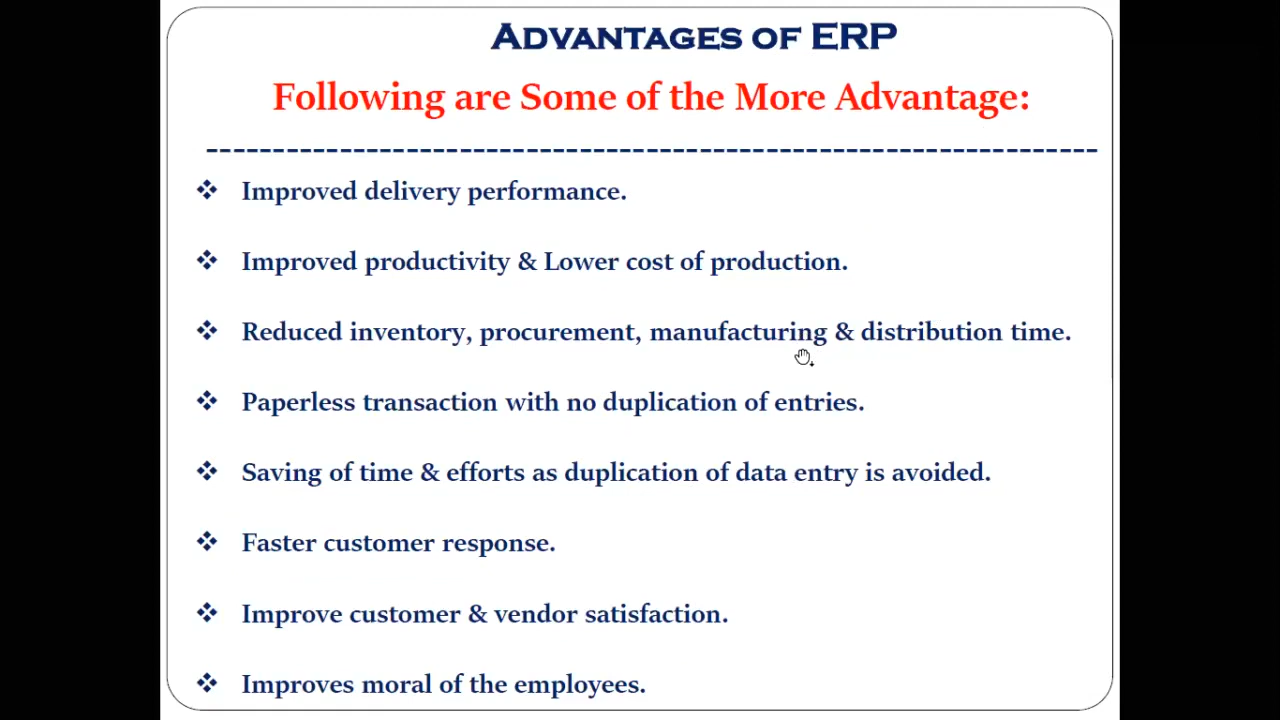 Advantages of ERP
Following are Some of the More Advantage:
❖ Improved delivery performance.
❖ Improved productivity & Lower cost of production.
❖ Reduced inventory, procurement, manufacturing & distribution time.
❖ Paperless transaction with no duplication of entries.
❖ Saving of time & efforts as duplication of data entry is avoided.
❖ Faster customer response.
❖ Improve customer & vendor satisfaction.
❖ Improves moral of the employees.